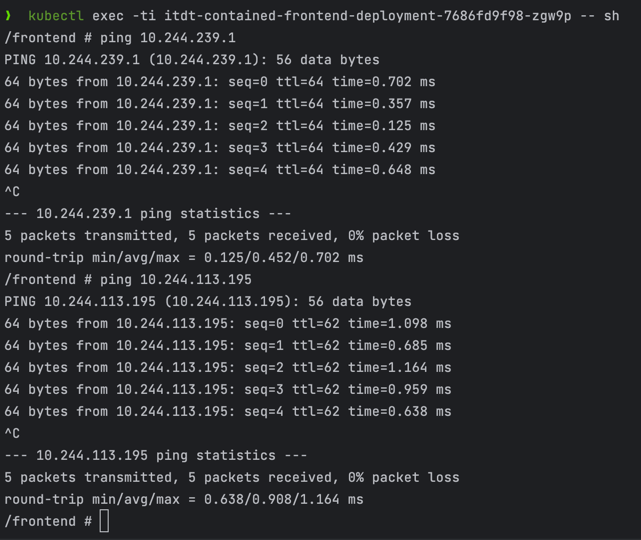 ❯ kubectl exec -ti itdt-contained-frontend-deployment-7686fd9f98-zgw9p -- sh
/frontend # ping 10.244.239.1
PING 10.244.239.1 (10.244.239.1): 56 data bytes
64 bytes from 10.244.239.1: seq=0 ttl=64 time=0.702 ms
64 bytes from 10.244.239.1: seq=1 ttl=64 time=0.357 ms
64 bytes from 10.244.239.1: seq=2 ttl=64 time=0.125 ms
64 bytes from 10.244.239.1: seq=3 ttl=64 time=0.429 ms
64 bytes from 10.244.239.1: seq=4 ttl=64 time=0.648 ms
^C
--- 10.244.239.1 ping statistics ---
5 packets transmitted, 5 packets received, 0% packet loss
round-trip min/avg/max = 0.125/0.452/0.702 ms
/frontend # ping 10.244.113.195
PING 10.244.113.195 (10.244.113.195): 56 data bytes
64 bytes from 10.244.113.195: seq=0 ttl=62 time=1.098 ms
64 bytes from 10.244.113.195: seq=1 ttl=62 time=0.685 ms
64 bytes from 10.244.113.195: seq=2 ttl=62 time=1.164 ms
64 bytes from 10.244.113.195: seq=3 ttl=62 time=0.959 ms
64 bytes from 10.244.113.195: seq=4 ttl=62 time=0.638 ms
^C
--- 10.244.113.195 ping statistics ---
5 packets transmitted, 5 packets received, 0% packet loss
round-trip min/avg/max = 0.638/0.908/1.164 ms
/frontend #